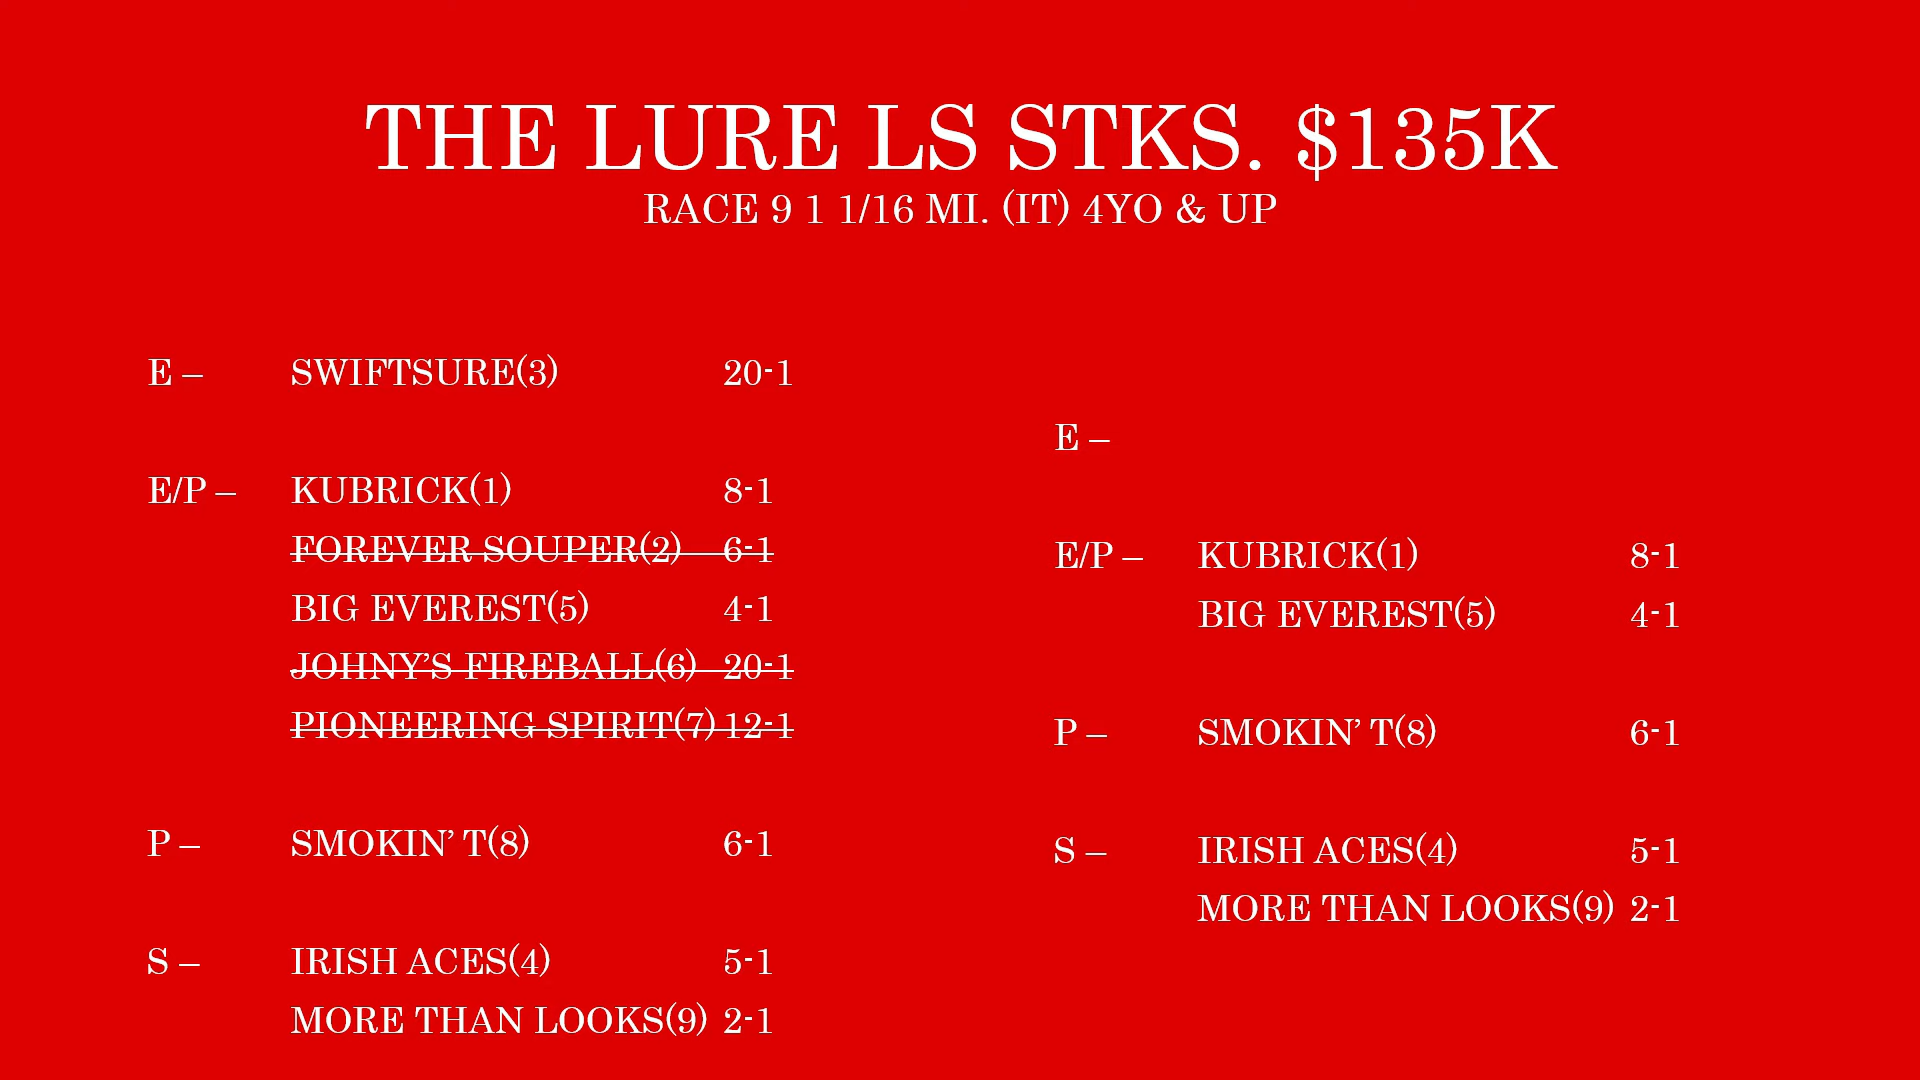 THE LURE LS STKS. $135K
RACE 9 1 1/16 MI. (IT) 4YO & UP
E – SWIFTSURE(3) 20-1
E/P – KUBRICK(1) 8-1
FOREVER SOUPER(2) 6-1
BIG EVEREST(5) 4-1
JOHNY’S FIREBALL(6) 20-1
PIONEERING SPIRIT(7) 12-1
P – SMOKIN’ T(8) 6-1
S – IRISH ACES(4) 5-1
MORE THAN LOOKS(9) 2-1
E –
E/P – KUBRICK(1) 8-1
BIG EVEREST(5) 4-1
P – SMOKIN’ T(8) 6-1
S – IRISH ACES(4) 5-1
MORE THAN LOOKS(9) 2-1